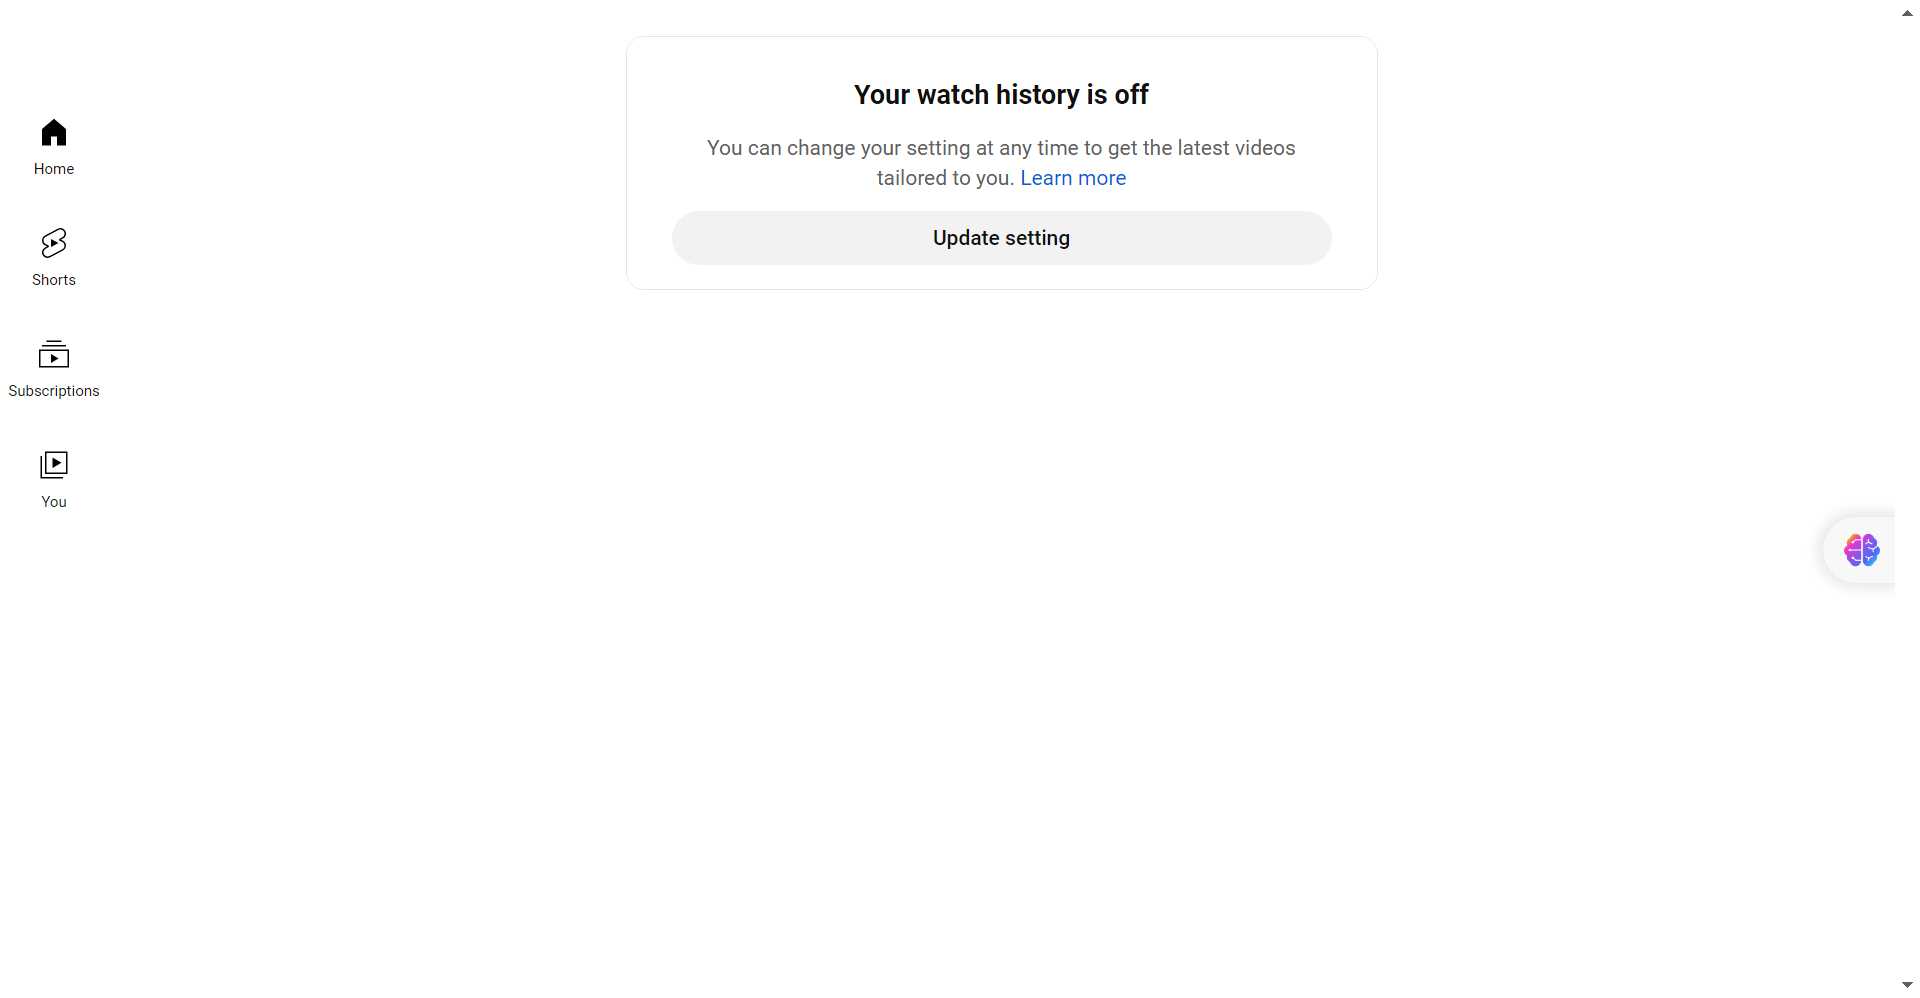 Home
Shorts
Subscriptions
You
Your watch history is off
You can change your setting at any time to get the latest videos
tailored to you. Learn more
Update setting